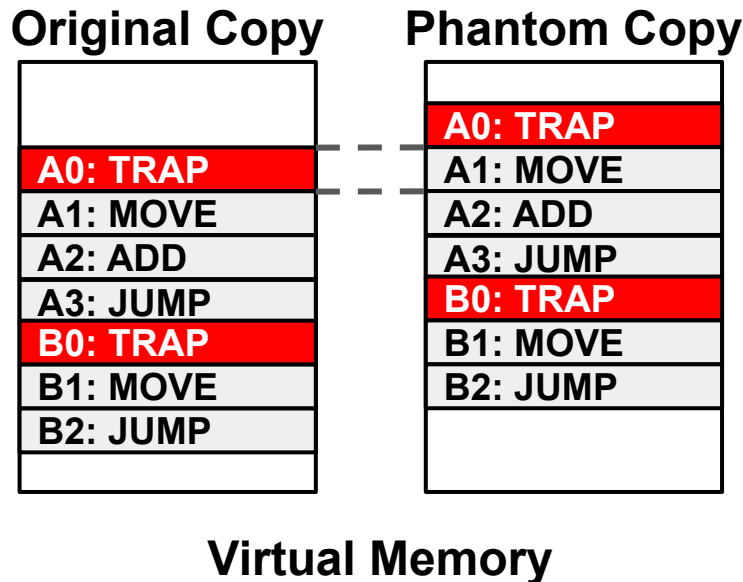 Original Copy
A0: TRAP
A1: MOVE
A2: ADD
A3: JUMP
B0: TRAP
B1: MOVE
B2: JUMP
Phantom Copy
A0: TRAP
A1: MOVE
A2: ADD
A3: JUMP
B0: TRAP
B1: MOVE
B2: JUMP
Virtual Memory